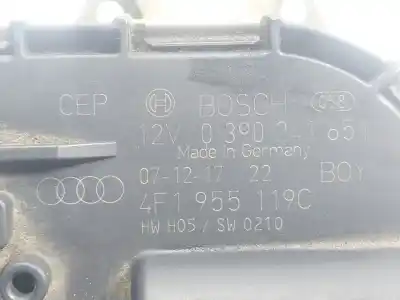 CEP BOSCH 058
12V 0 390
Made in Germany
07-12-17 22 BOY
4F1 955 119C
HW H05 / SW 0210